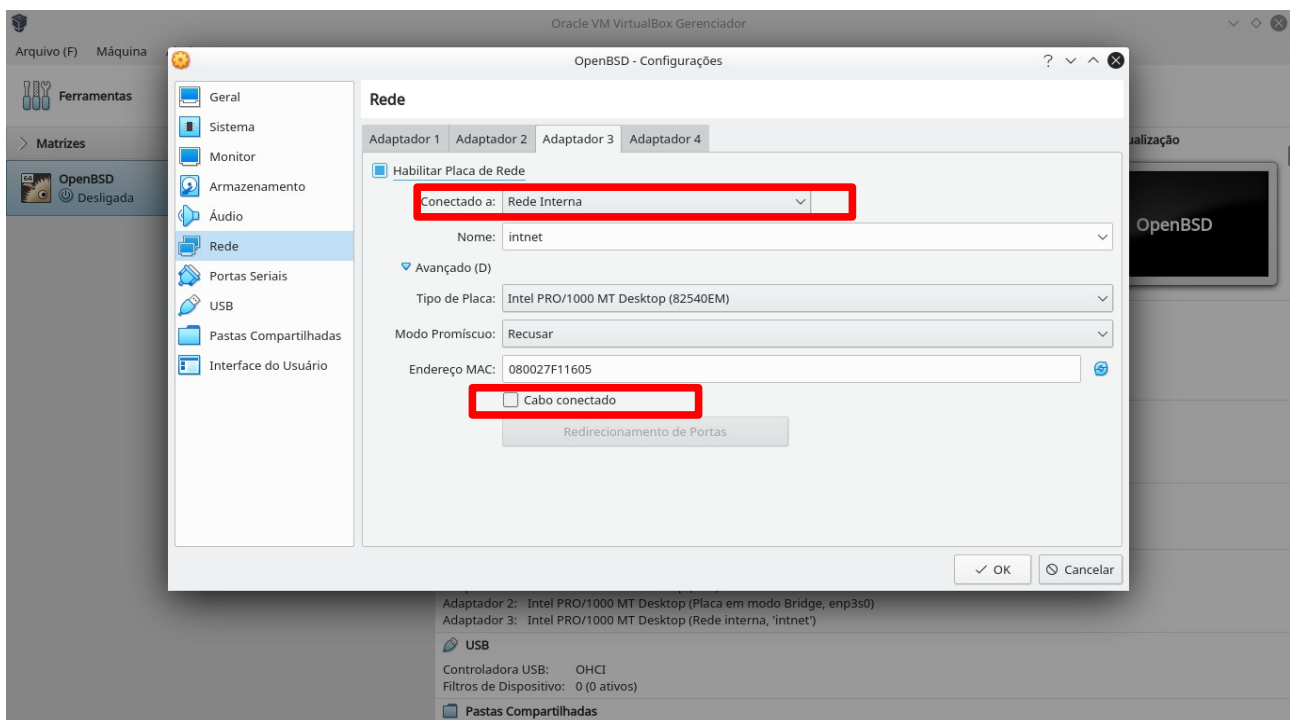 Oracle VM VirtualBox Gerenciador
Arquivo (F) Máquina
OpenBSD - Configurações
Ferramentas
Matrizes
64
OpenBSD
Desligada
Geral
Sistema
Monitor
Armazenamento
Áudio
Rede
Portas Seriais
USB
Pastas Compartilhadas
Interface do Usuário
Rede
Adaptador 1 Adaptador 2 Adaptador 3 Adaptador 4
Habilitar Placa de Rede
Conectado a: Rede Interna
Nome: intnet
Avançado (D)
Tipo de Placa: Intel PRO/1000 MT Desktop (82540EM)
Modo Promíscuo: Recusar
Endereço MAC: 080027F11605
Cabo conectado
Redirecionamento de Portas
OK Cancelar
ualização
OpenBSD
Adaptador 2: Intel PRO/1000 MT Desktop (Placa em modo Bridge, enp3s0)
Adaptador 3: Intel PRO/1000 MT Desktop (Rede interna, 'intnet')
USB
Controladora USB: OHCI
Filtros de Dispositivo: 0 (0 ativos)
Pastas Compartilhadas